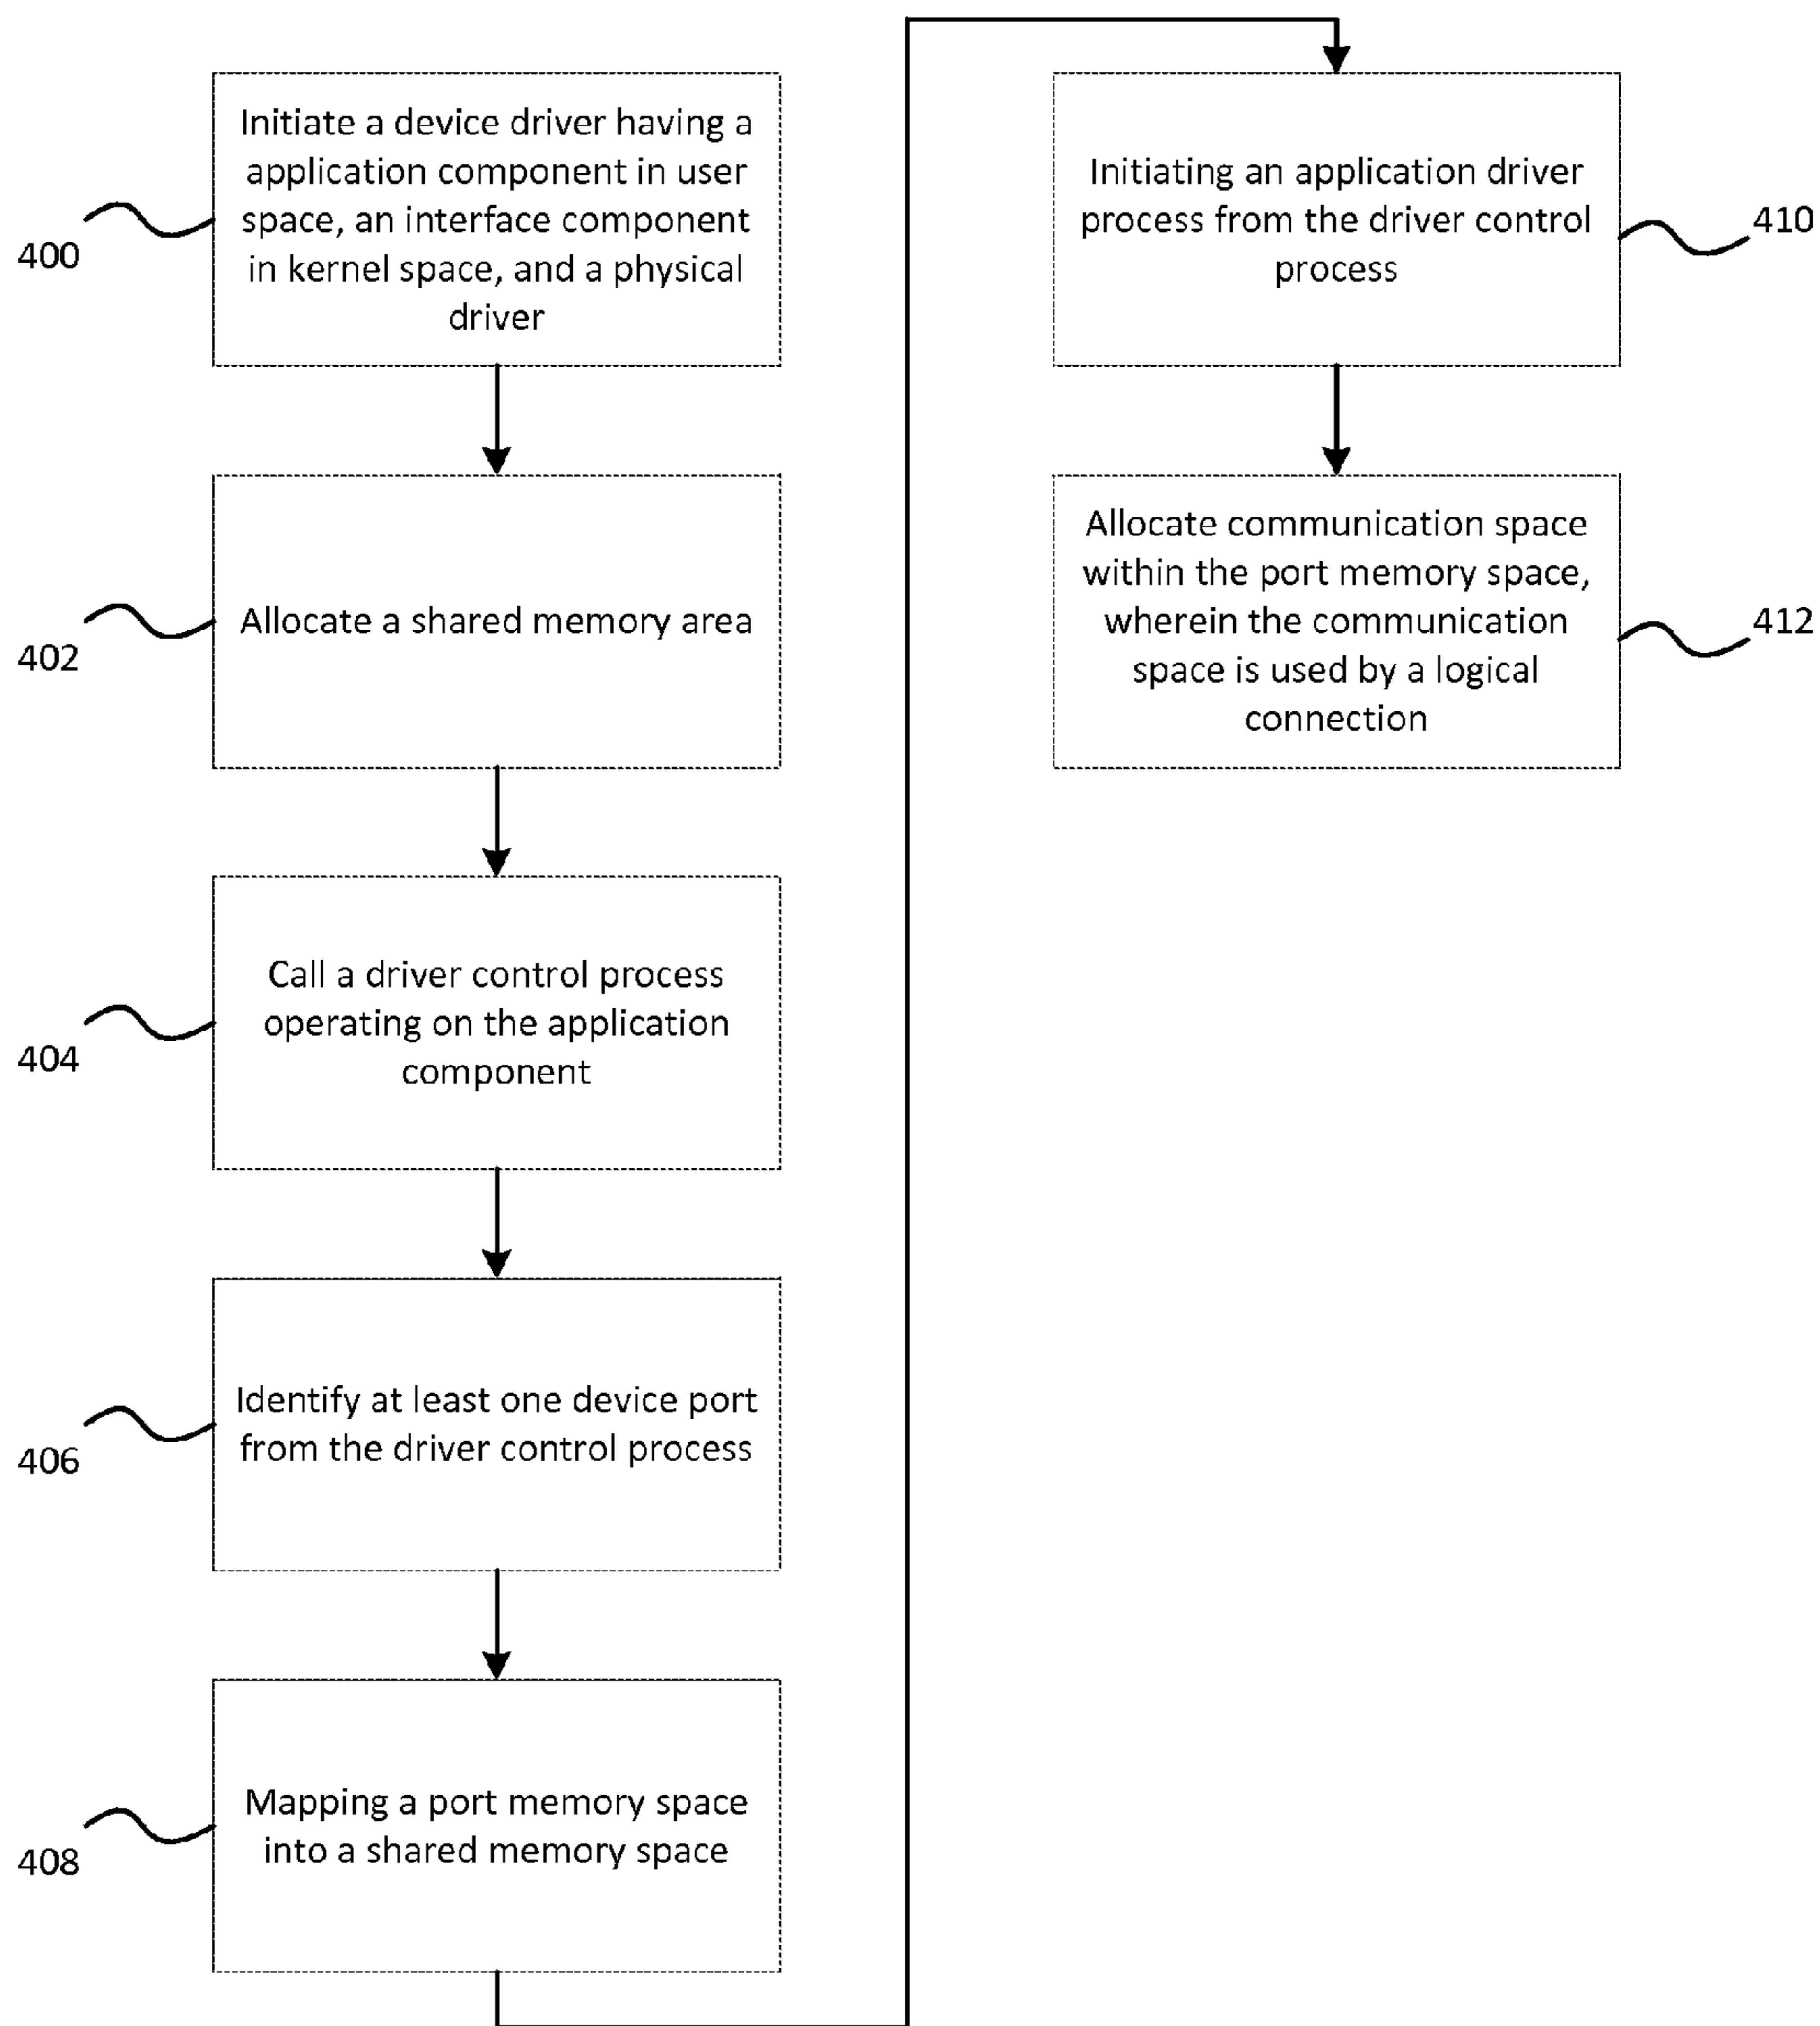 Initiate a device driver having a
application component in user
space, an interface component
in kernel space, and a physical
driver
400
Allocate a shared memory area
402
Call a driver control process
operating on the application
component
404
Identify at least one device port
from the driver control process
406
Mapping a port memory space
into a shared memory space
408
Initiating an application driver
process from the driver control
process
410
Allocate communication space
within the port memory space,
wherein the communication
space is used by a logical
connection
412